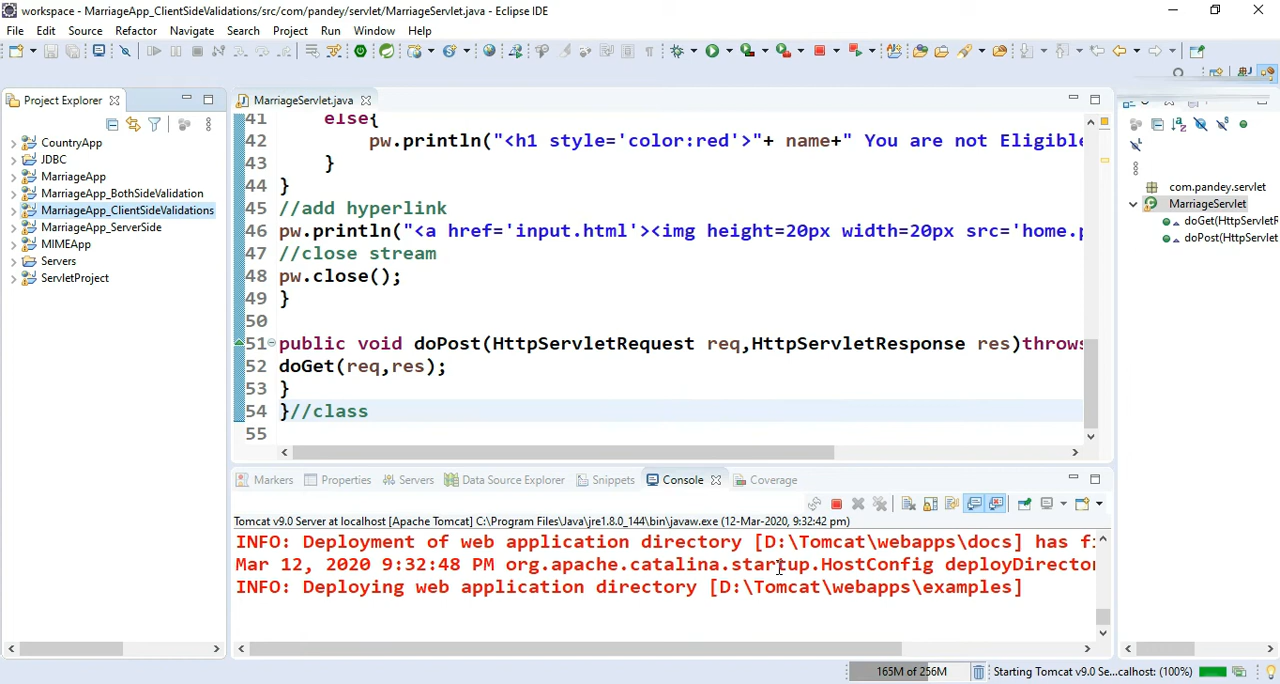 workspace - MarriageApp_ClientSideValidations/src/com/pandey/servlet/MarriageServlet.java - Eclipse IDE
File Edit Source Refactor Navigate Search Project Run Window Help
Project Explorer
MarriageServlet.java
CountryApp
JDBC
MarriageApp
MarriageApp_BothSideValidation
MarriageApp_ClientSideValidations
MarriageApp_ServerSide
MIMEApp
Servers
ServletProject
41 else{
42 pw.println("<h1 style='color:red'>"+ name+" You are not Eligible
43 }
44 }
45 //add hyperlink
46 pw.println("<a href='input.html'><img height=20px width=20px src='home.p
47 //close stream
48 pw.close();
49 }
50
51 public void doPost(HttpServletRequest req,HttpServletResponse res)throws
52 doGet(req,res);
53 }
54 }//class
55
com.pandey.servlet
MarriageServlet
doGet(HttpServletR
doPost(HttpServlet
Markers Properties Servers Data Source Explorer Snippets Console Coverage
Tomcat v9.0 Server at localhost [Apache Tomcat] C:\Program Files\Java\jre1.8.0_144\bin\javaw.exe (12-Mar-2020, 9:32:42 pm)
INFO: Deployment of web application directory [D:\Tomcat\webapps\docs] has fi
Mar 12, 2020 9:32:48 PM org.apache.catalina.startup.HostConfig deployDirector
INFO: Deploying web application directory [D:\Tomcat\webapps\examples]
165M of 256M
Starting Tomcat v9.0 Se...calhost: (100%)